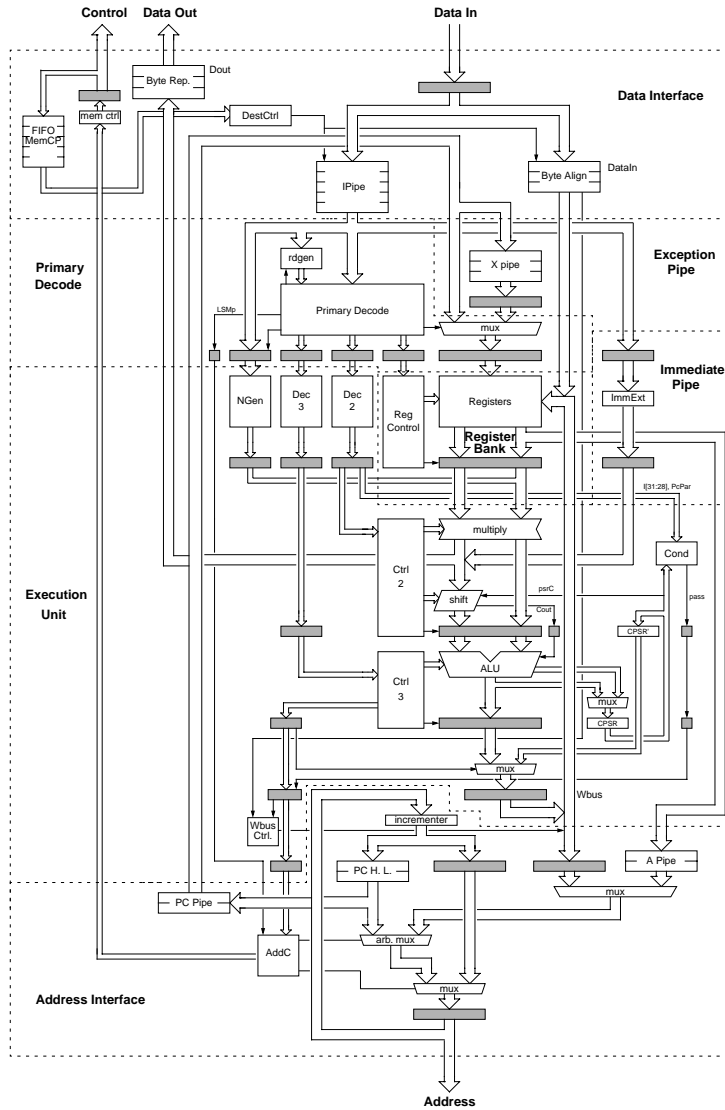 Control
Data Out
Data In
Byte Rep.
Dout
Data Interface
mem ctrl
DestCtrl
FIFO
MemCP
IPipe
Byte Align
DataIn
Primary
Decode
rdgen
X pipe
Exception
Pipe
LSMp
Primary Decode
mux
Immediate
Pipe
NGen
Dec
3
Dec
2
Reg
Control
Registers
ImmExt
Register
Bank
I[31:28], PcPar
multiply
Cond
Execution
Unit
Ctrl
2
shift
psrC
Cout
pass
CPSR'
Ctrl
3
ALU
mux
CPSR
mux
Wbus
Wbus
Ctrl.
incrementer
PC H. L.
A Pipe
mux
PC Pipe
arb. mux
AddC
mux
Address Interface
Address